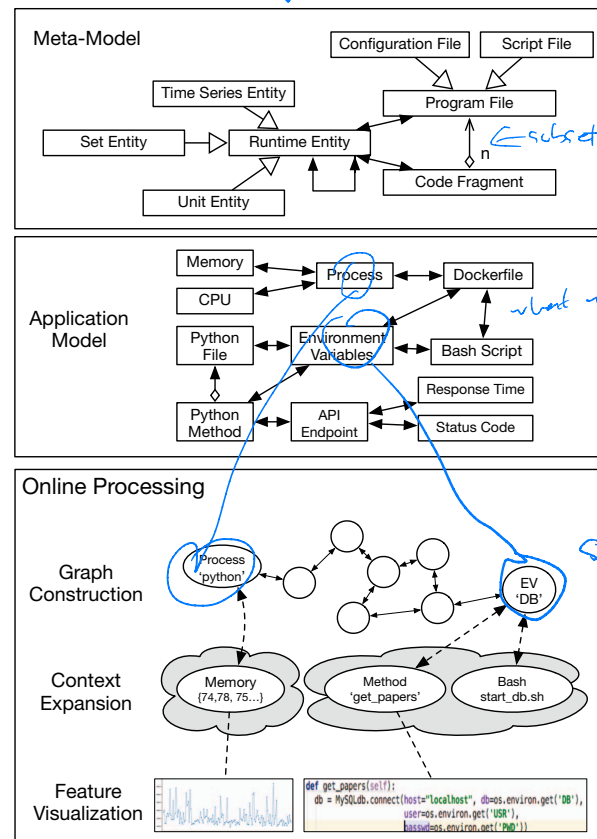 Meta-Model
Configuration File
Script File
Time Series Entity
Program File
Set Entity
Runtime Entity
n
subset
Unit Entity
Code Fragment
Application
Model
Memory
Process
Dockerfile
CPU
Python
File
Environment
Variables
Bash Script
Response Time
Python
Method
API
Endpoint
Status Code
Online Processing
Graph
Construction
Process
'python'
EV
'DB'
Context
Expansion
Memory
{74,78, 75...}
Method
'get_papers'
Bash
start_db.sh
Feature
Visualization
def get_papers(self):
db = MySQLdb.connect(host="localhost", db=os.environ.get('DB'),
user=os.environ.get('USR'),
passwd=os.environ.get('PWD'))